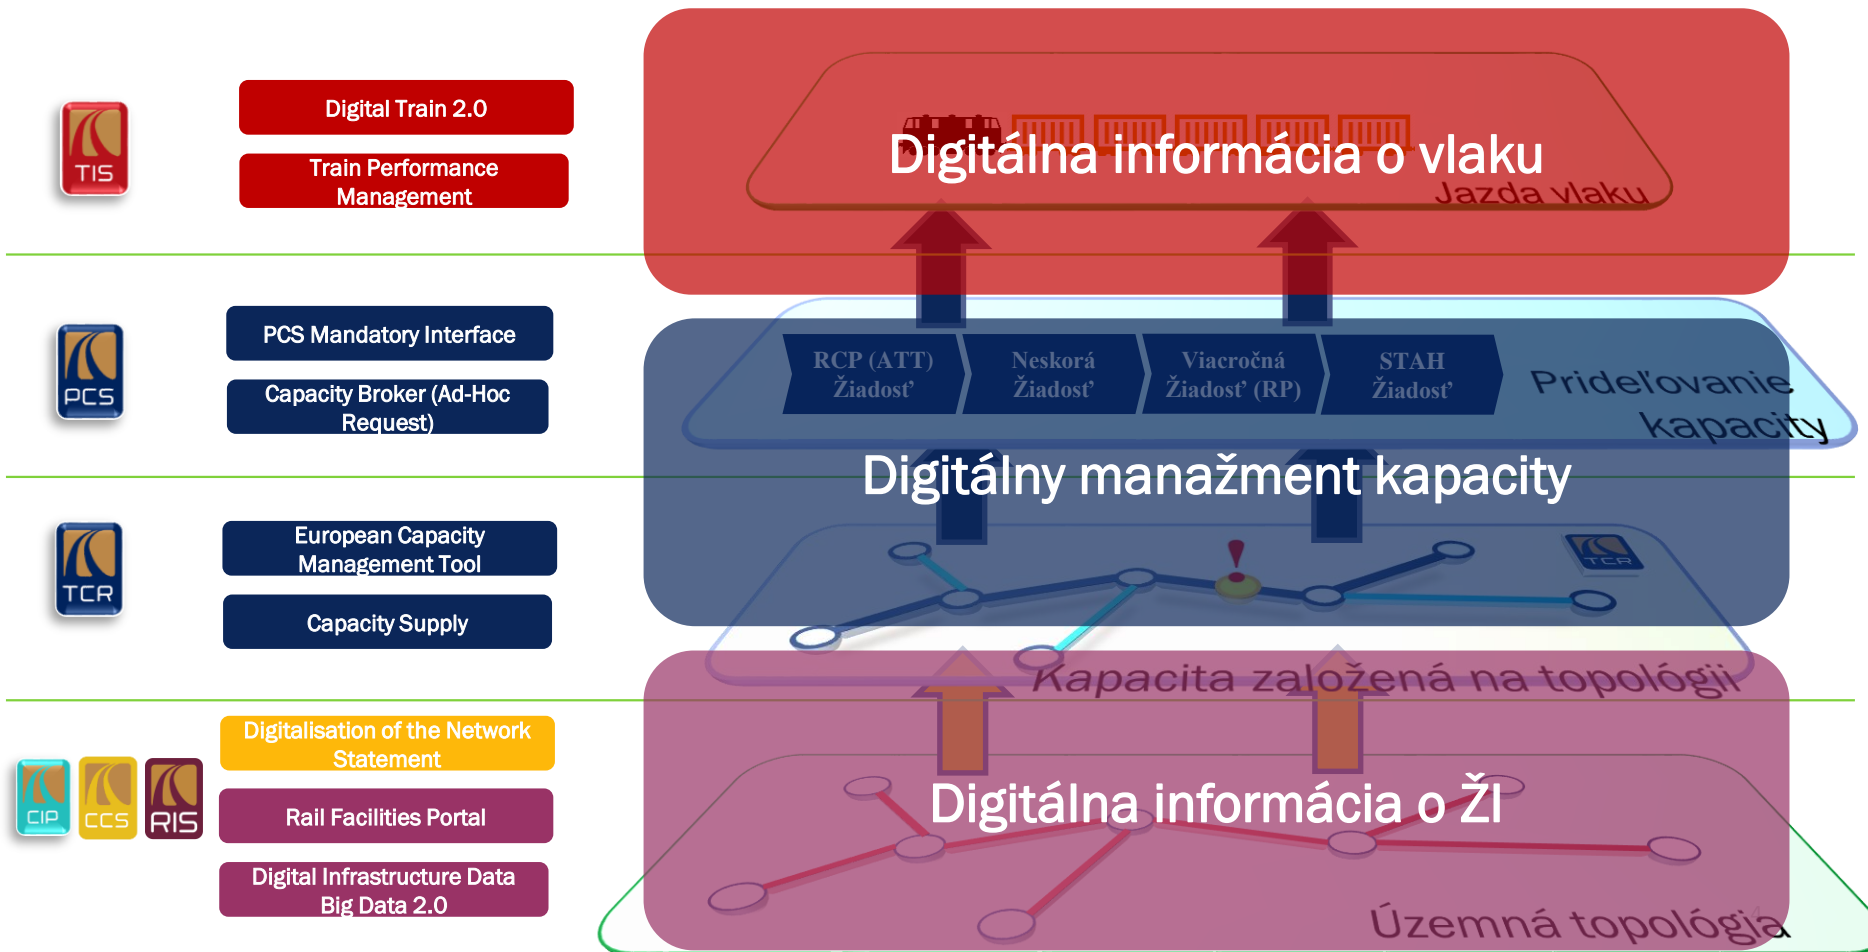 TIS
Digital Train 2.0
Train Performance
Management
Digitálna informácia o vlaku
Jazda vlaku
PCS
PCS Mandatory Interface
Capacity Broker (Ad-Hoc
Request)
RCP (ATT)
Žiadosť
Neskorá
Žiadosť
Viacročná
Žiadosť (RP)
STAH
Žiadosť
Prideľovanie
kapacity
Digitálny manažment kapacity
TCR
European Capacity
Management Tool
Capacity Supply
TCR
Kapacita založená na topológii
CIP
CCS
RIS
Digitalisation of the Network
Statement
Rail Facilities Portal
Digital Infrastructure Data
Big Data 2.0
Digitálna informácia o ŽI
Územná topológia
4